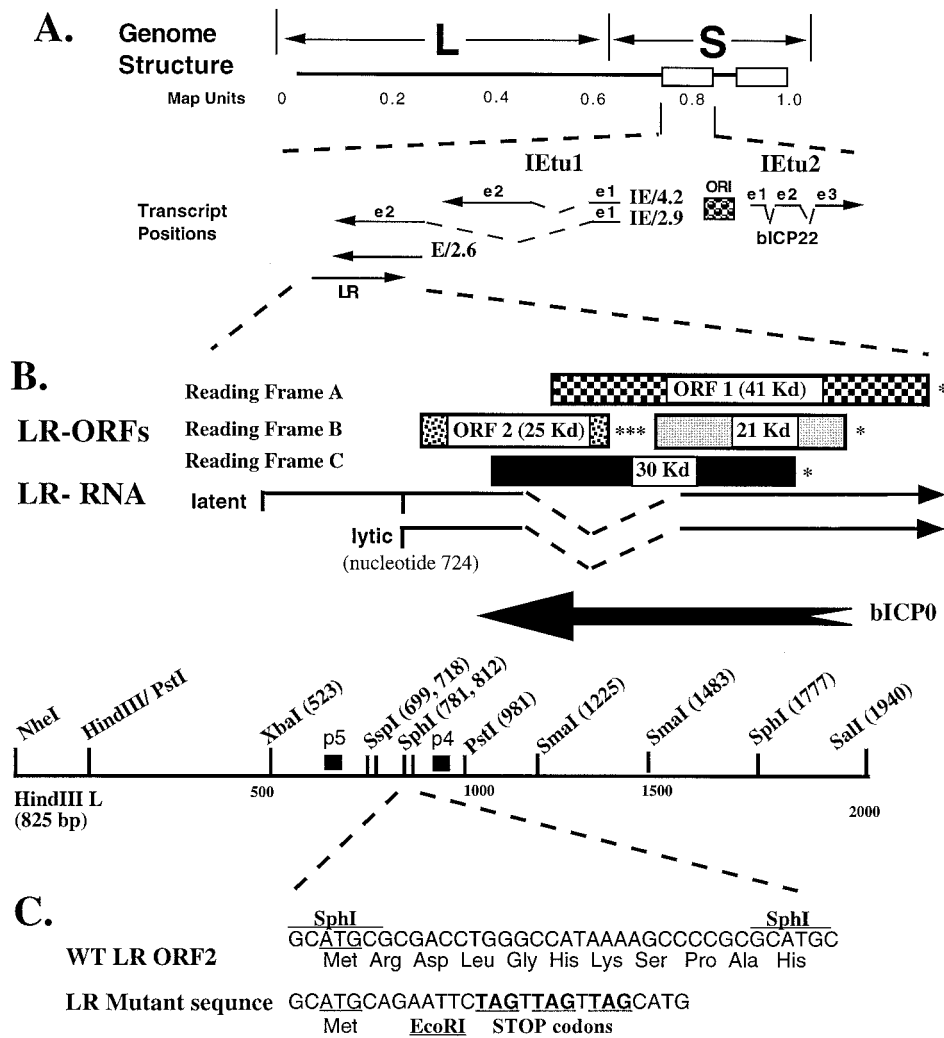 A. Genome Structure L S
Map Units 0 0.2 0.4 0.6 0.8 1.0
IEtu1 IEtu2
Transcript Positions
e2 e1 IE/4.2 ORI e1 e2 e3
e2 e1 IE/2.9 bICP22
E/2.6
LR
B.
Reading Frame A ORF 1 (41 Kd) *
LR-ORFs Reading Frame B ORF 2 (25 Kd) *** 21 Kd *
Reading Frame C 30 Kd *
LR- RNA latent
lytic
(nucleotide 724)
bICP0
NheI HindIII/ PstI XbaI (523) SspI (699, 718) SphI (781, 812) PstI (981) SmaI (1225) SmaI (1483) SphI (1777) SalI (1940)
p5 p4
HindIII L 500 1000 1500 2000
(825 bp)
C.
SphI SphI
WT LR ORF2 GCATGCGCGACCTGGGCCATAAAAGCCCCGCGCATGC
Met Arg Asp Leu Gly His Lys Ser Pro Ala His
LR Mutant sequnce GCATGCAGAATTCTAGTTAGTTAGCATG
Met EcoRI STOP codons